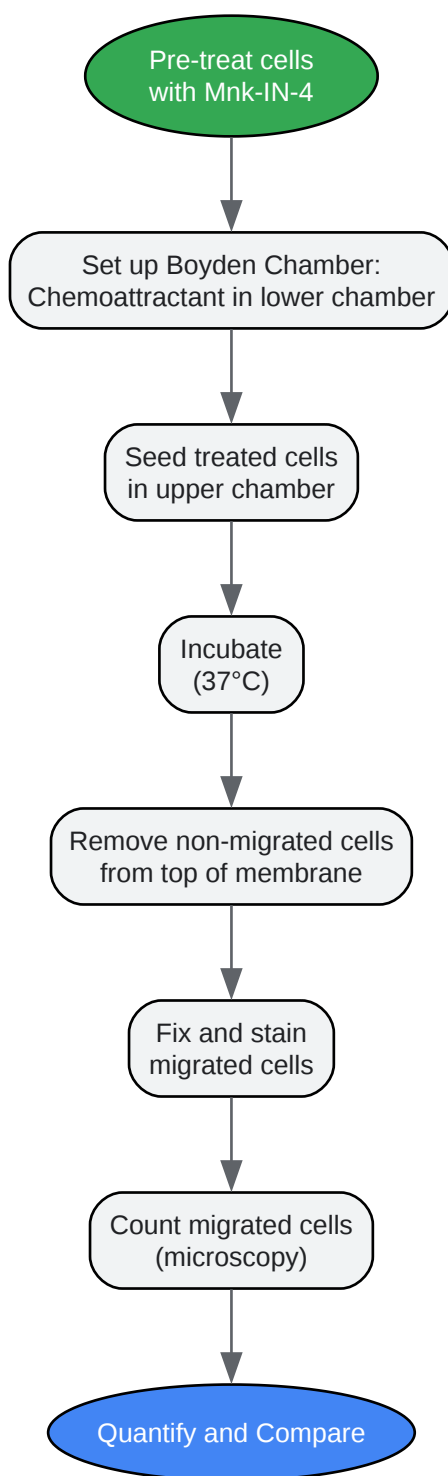 Pre-treat cells
with Mnk-IN-4
Set up Boyden Chamber:
Chemoattractant in lower chamber
Seed treated cells
in upper chamber
Incubate
(37°C)
Remove non-migrated cells
from top of membrane
Fix and stain
migrated cells
Count migrated cells
(microscopy)
Quantify and Compare